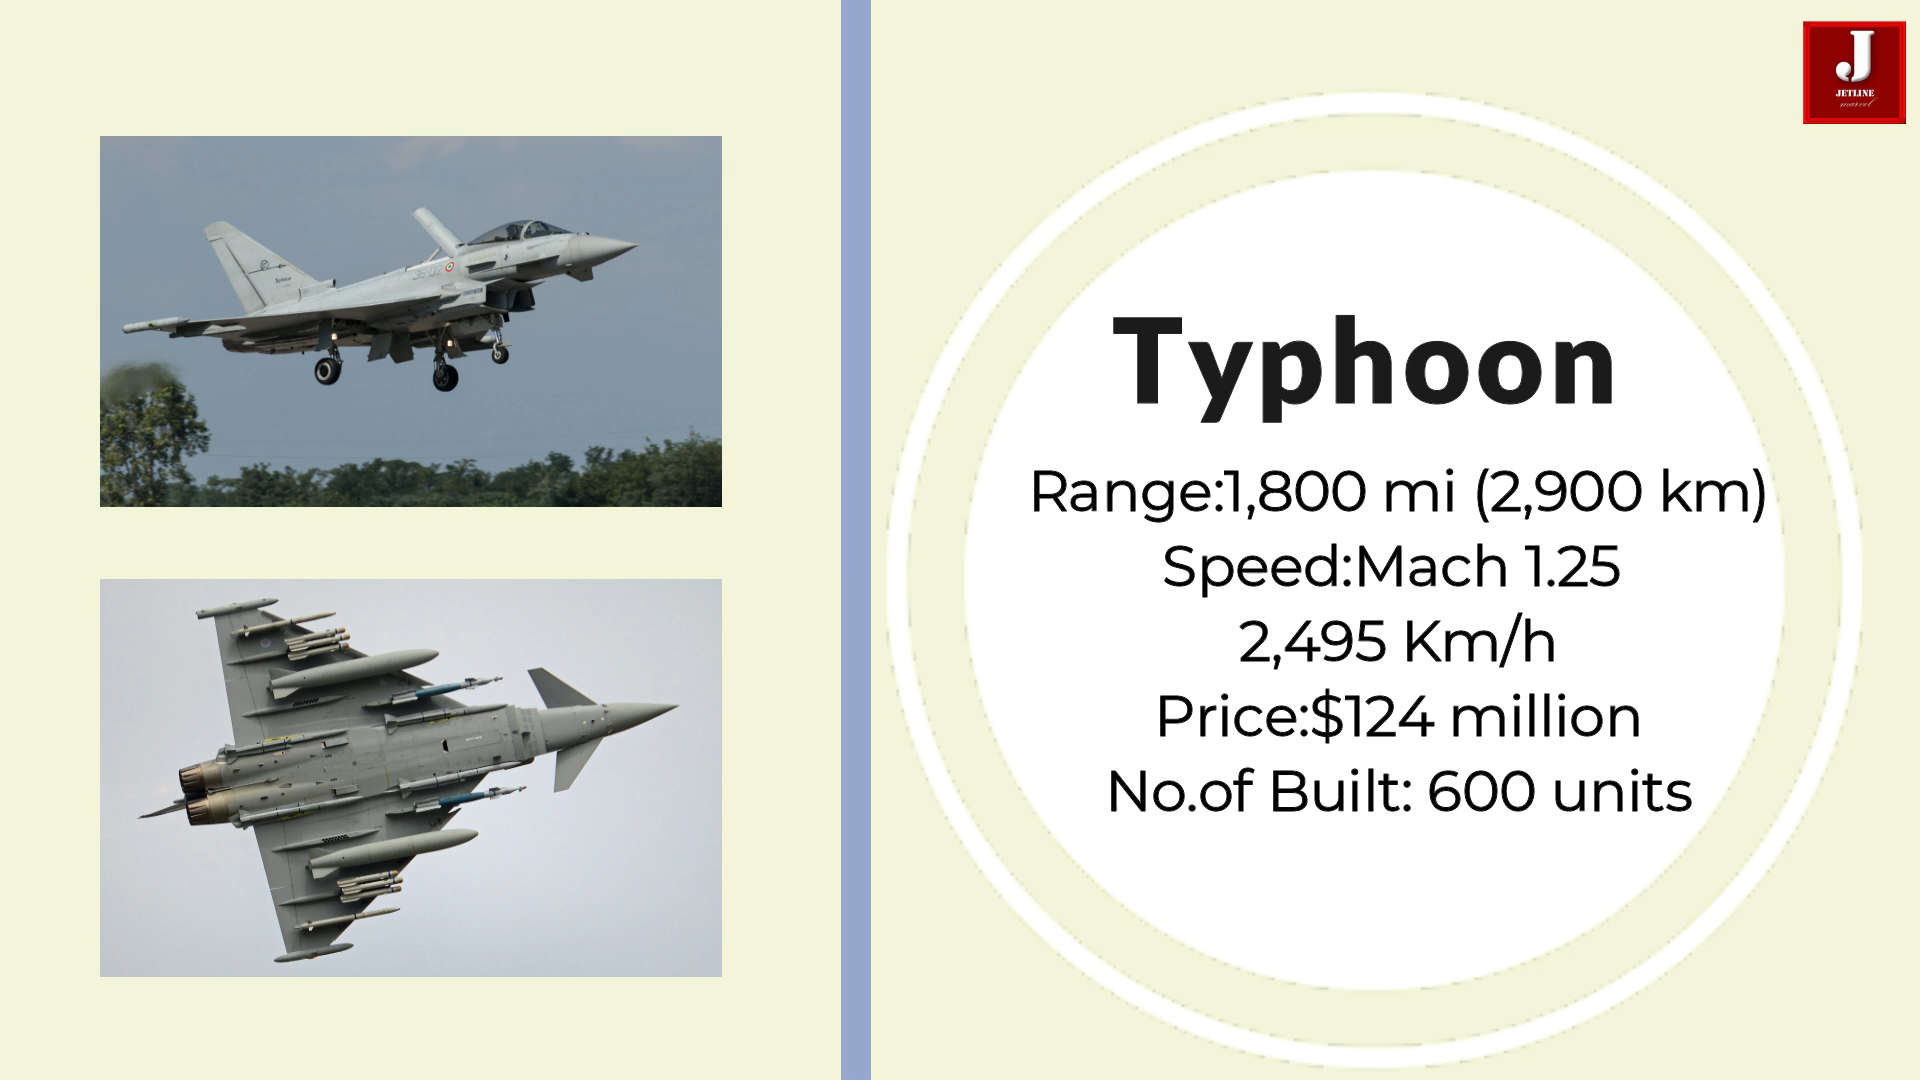 J
JETLINE
marvel
Typhoon
Range:1,800 mi (2,900 km)
Speed:Mach 1.25
2,495 Km/h
Price:$124 million
No.of Built: 600 units